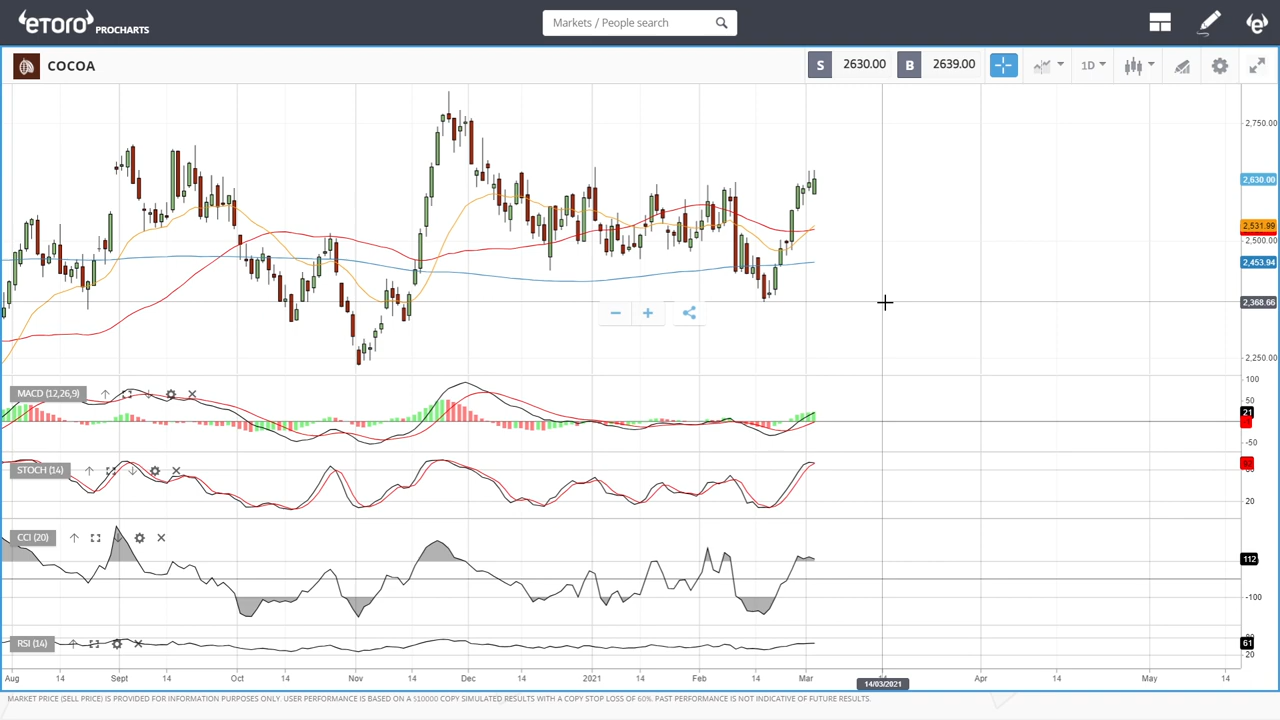 eToro PROCHARTS
Markets / People search
COCOA
S 2630.00 B 2639.00 1D
2,750.00
2,630.00
2,531.99
2,500.00
2,453.94
2,368.66
2,250.00
MACD (12,26,9)
100
50
21
-50
STOCH (14)
20
CCI (20)
112
-100
RSI (14)
61
20
Aug 14 Sept 14 Oct 14 Nov 14 Dec 14 2021 14 Feb 14 Mar Apr 14 May 14
14/03/2021
MARKET PRICE (SELL PRICE) IS PROVIDED FOR INFORMATION PURPOSES ONLY. USER PERFORMANCE IS BASED ON A $10000 COPY SIMULATED RESULTS WITH A COPY STOP LOSS OF 60%. PAST PERFORMANCE IS NOT INDICATIVE OF FUTURE RESULTS.